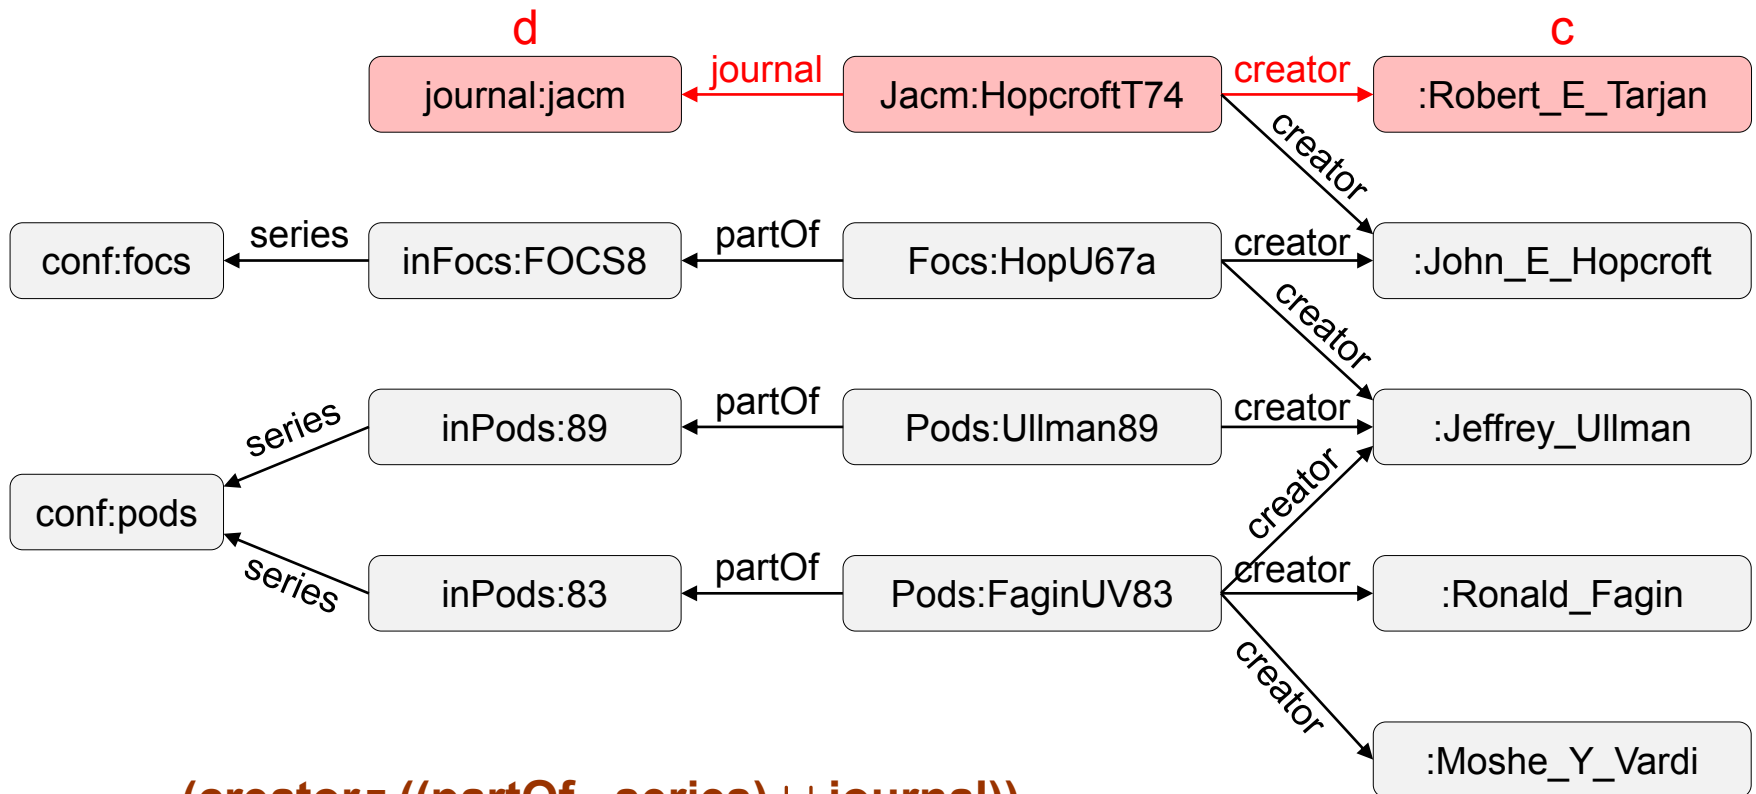 d c
journal:jacm journal Jacm:HopcroftT74 creator :Robert_E_Tarjan
creator
conf:focs series inFocs:FOCS8 partOf Focs:HopU67a creator :John_E_Hopcroft
creator
series inPods:89 partOf Pods:Ullman89 creator :Jeffrey_Ullman
conf:pods creator
series inPods:83 partOf Pods:FaginUV83 creator :Ronald_Fagin
creator
:Moshe_Y_Vardi